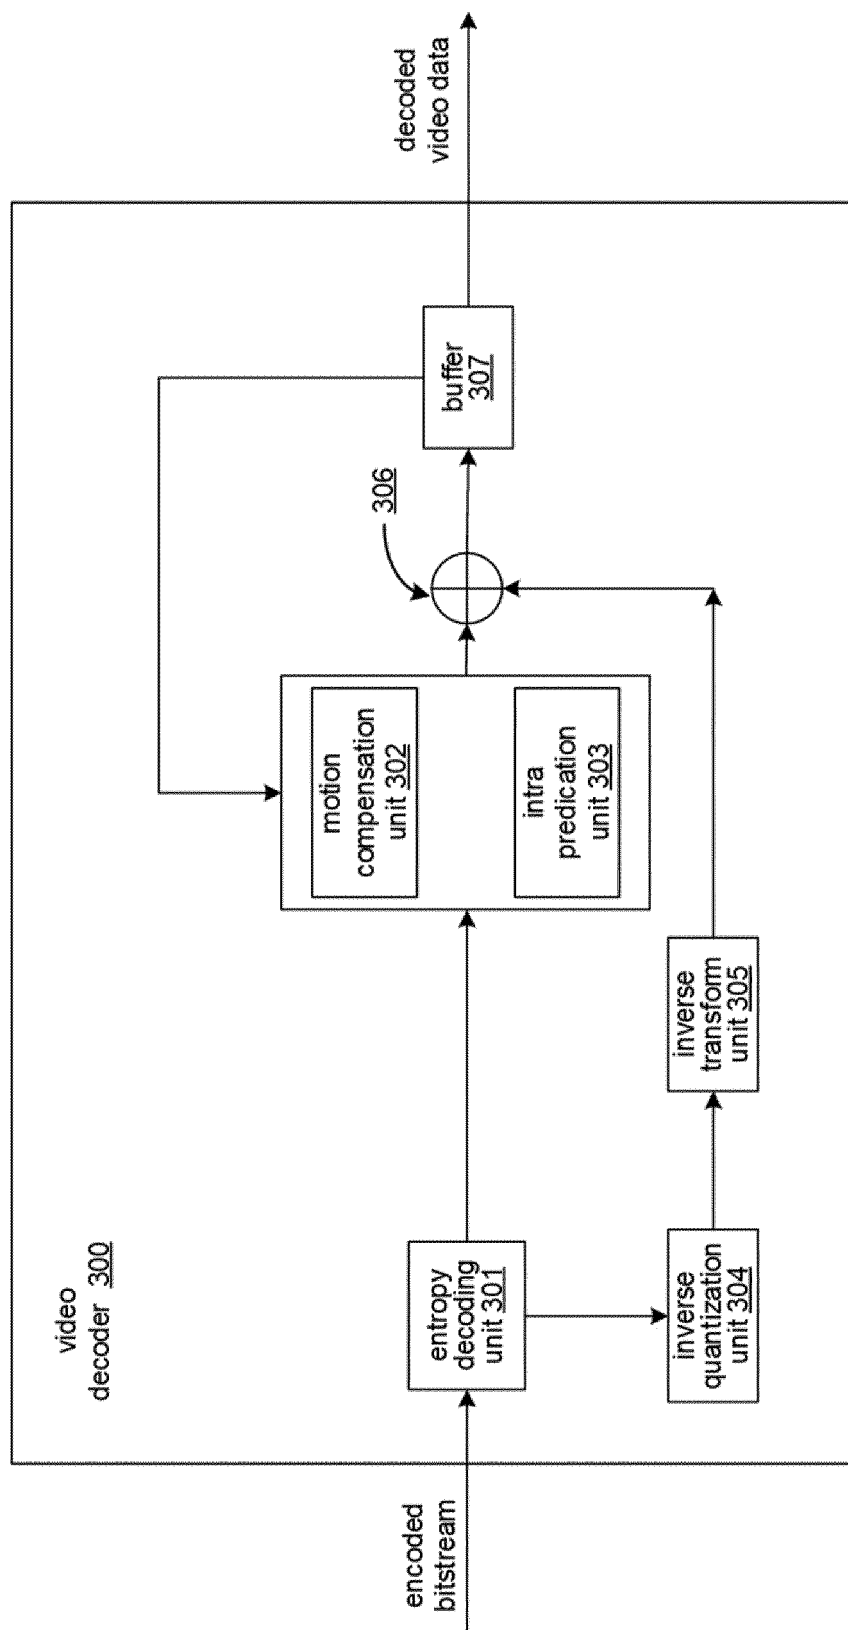 video
decoder 300
encoded
bitstream
entropy
decoding
unit 301
inverse
quantization
unit 304
inverse
transform
unit 305
motion
compensation
unit 302
intra
predication
unit 303
306
buffer
307
decoded
video data